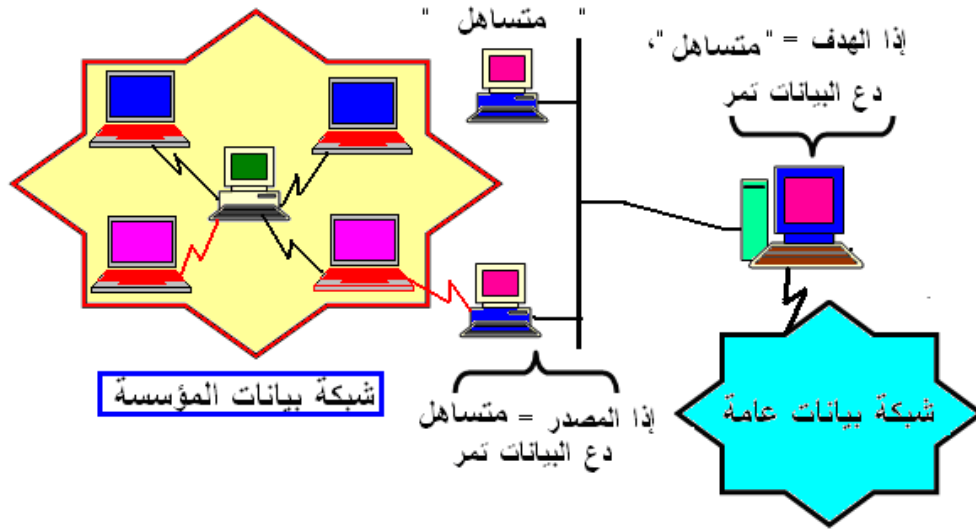 " متساهل "
إذا الهدف = "متساهل"،
دع البيانات تمر
شبكة بيانات المؤسسة
إذا المصدر = متساهل
دع البيانات تمر
شبكة بيانات عامة